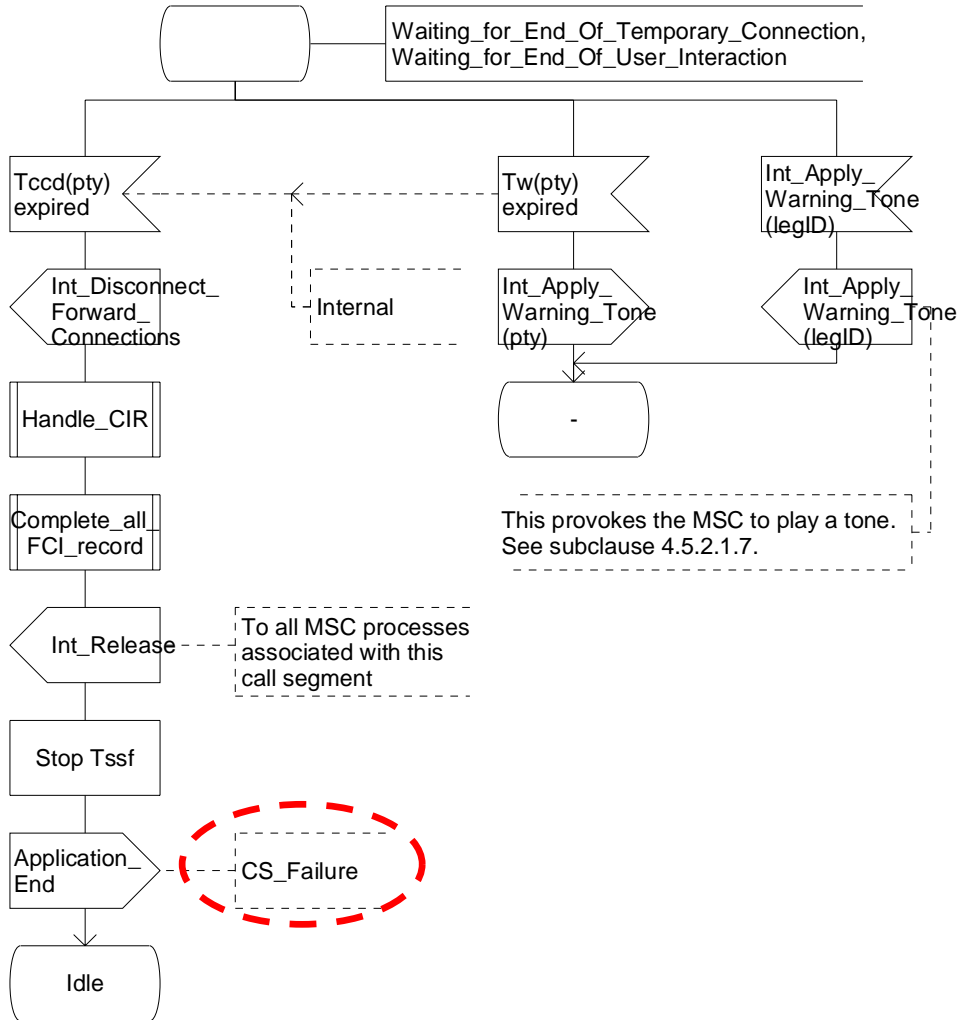 Waiting_for_End_Of_Temporary_Connection,
Waiting_for_End_Of_User_Interaction
Tccd(pty)
expired
Tw(pty)
expired
Int_Apply_
Warning_Tone
(legID)
Int_Disconnect_
Forward_
Connections
Internal
Int_Apply_
Warning_Tone
(pty)
Int_Apply_
Warning_Tone
(legID)
Handle_CIR
-
Complete_all_
FCI_record
This provokes the MSC to play a tone.
See subclause 4.5.2.1.7.
Int_Release
To all MSC processes
associated with this
call segment
Stop Tssf
Application_
End
CS_Failure
Idle